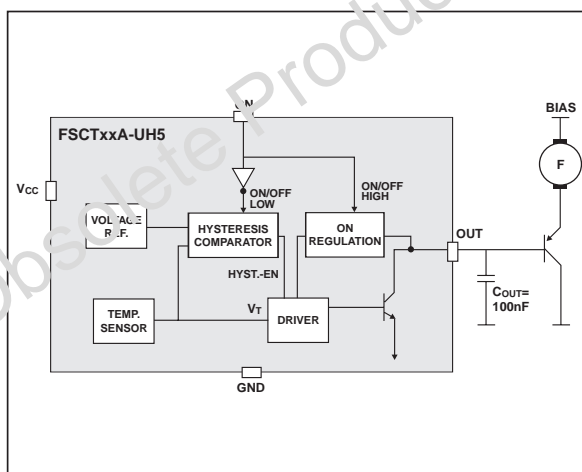 Obsolete Produc
ON
FSCTxxA-UH5
BIAS
F
VCC
ON/OFF
LOW
ON/OFF
HIGH
VOLTAGE
REF.
HYSTERESIS
COMPARATOR
ON
REGULATION
OUT
HYST.-EN
COUT=
100nF
TEMP.
SENSOR
VT
DRIVER
GND